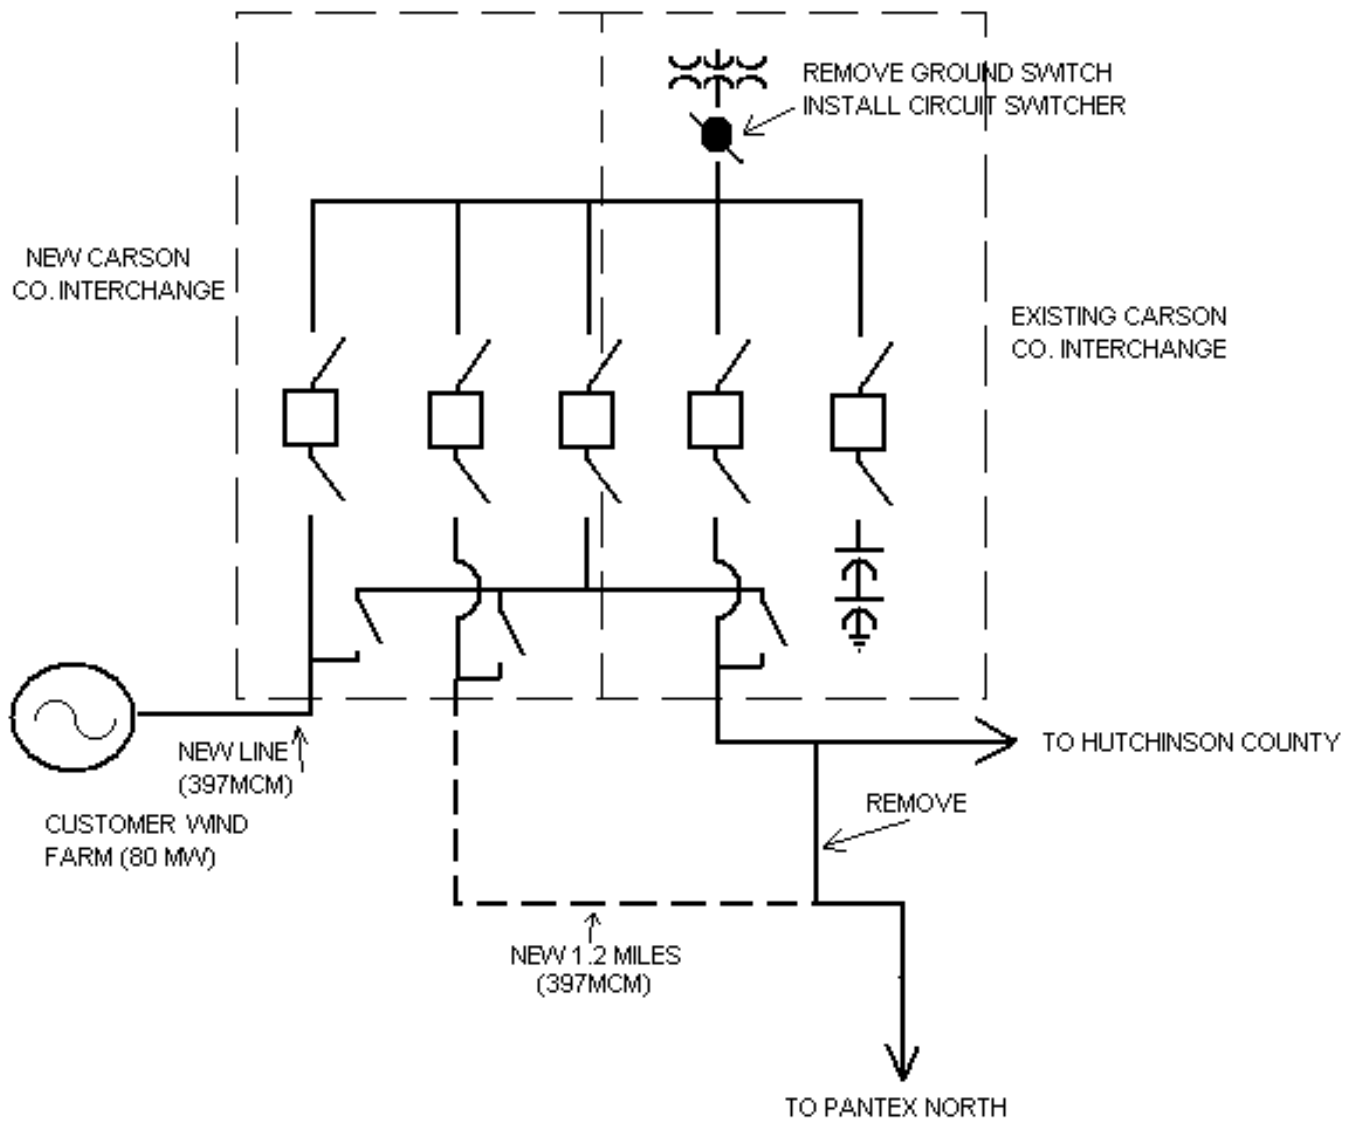 REMOVE GROUND SWITCH
INSTALL CIRCUIT SWITCHER
NEW CARSON
CO. INTERCHANGE
EXISTING CARSON
CO. INTERCHANGE
NEW LINE
(397MCM)
CUSTOMER WIND
FARM (80 MW)
TO HUTCHINSON COUNTY
REMOVE
NEW 1.2 MILES
(397MCM)
TO PANTEX NORTH